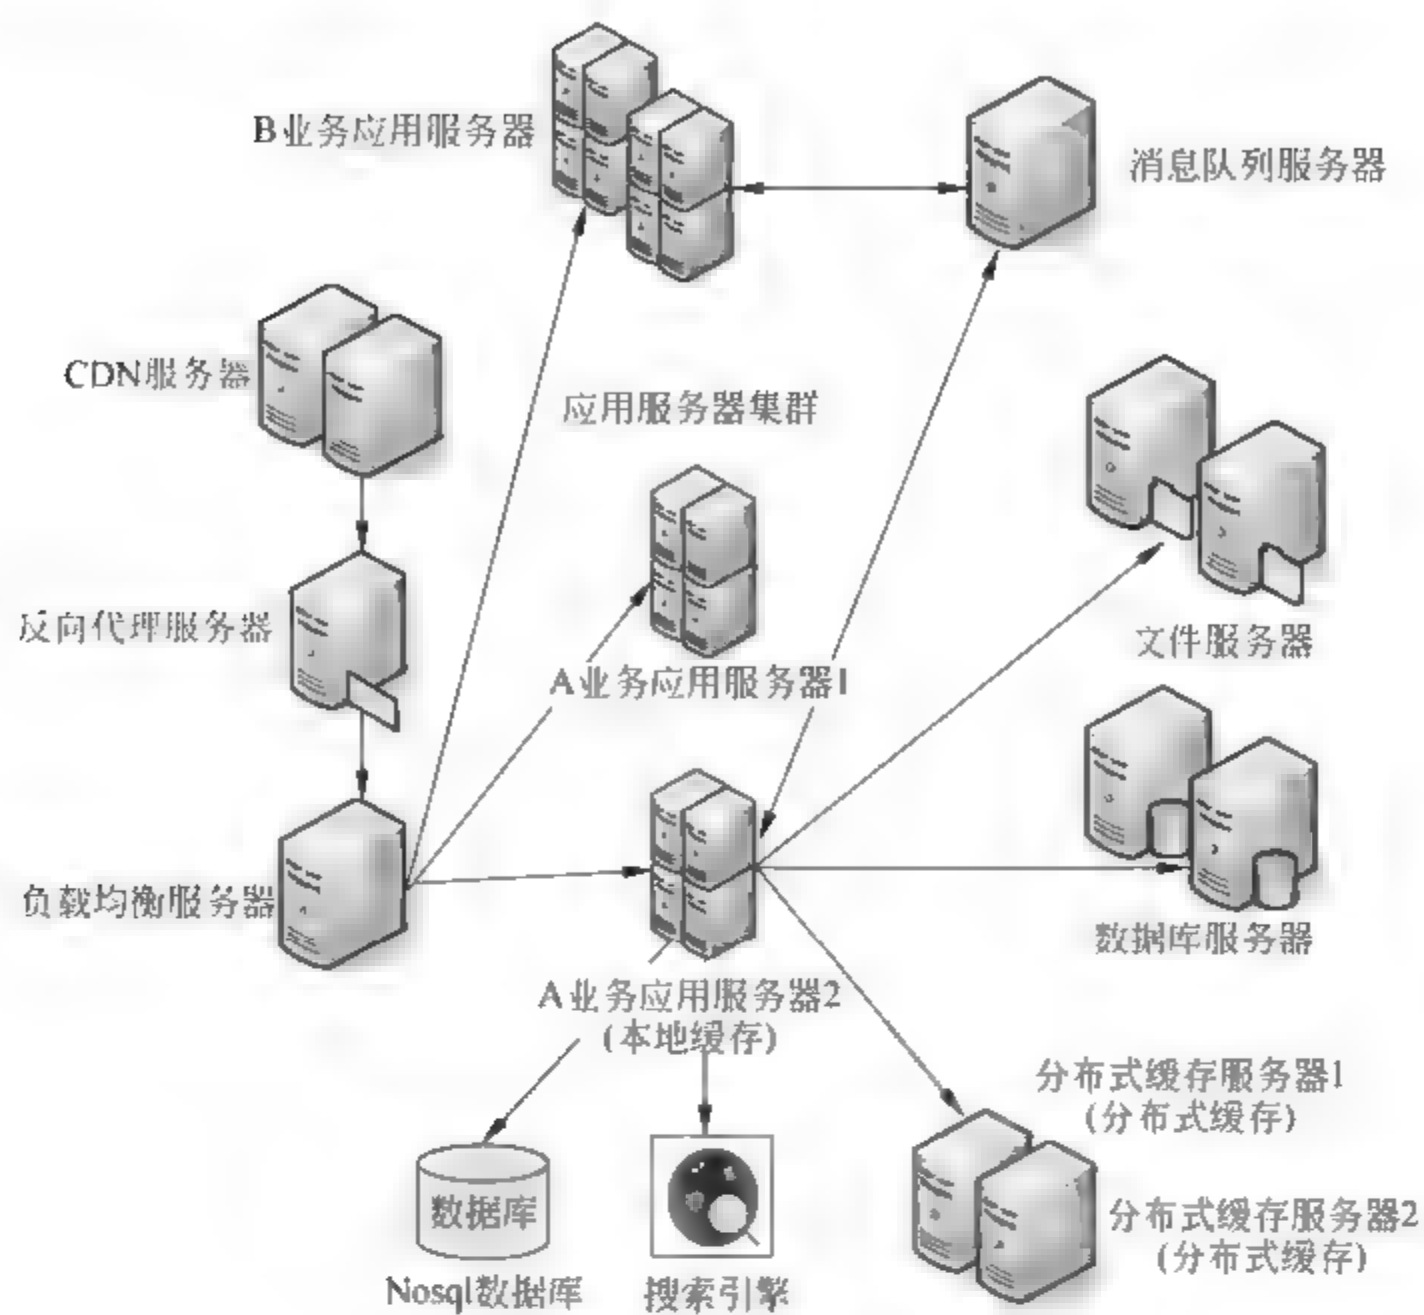 B业务应用服务器
消息队列服务器
CDN服务器
应用服务器集群
反向代理服务器
文件服务器
A业务应用服务器1
负载均衡服务器
数据库服务器
A业务应用服务器2
(本地缓存)
分布式缓存服务器1
(分布式缓存)
数据库
分布式缓存服务器2
(分布式缓存)
Nosql数据库
搜索引擎